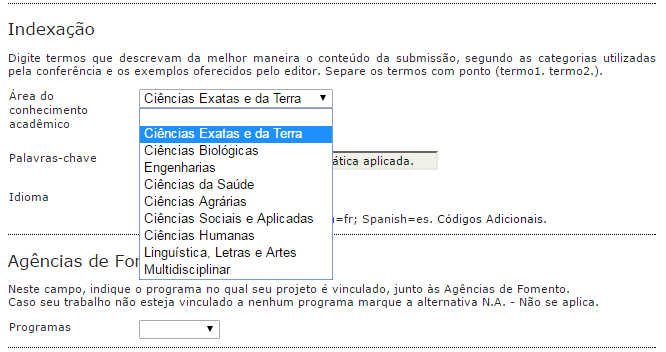 Indexação
Digite termos que descrevam da melhor maneira o conteúdo da submissão, segundo as categorias utilizadas
pela conferência e os exemplos oferecidos pelo editor. Separe os termos com ponto (termo1. termo2.).
Área do
conhecimento
acadêmico
Ciências Exatas e da Terra
Ciências Exatas e da Terra
Ciências Biológicas
Engenharias
Ciências da Saúde
Ciências Agrárias
Ciências Sociais e Aplicadas
Ciências Humanas
Linguística, Letras e Artes
Multidisciplinar
Palavras-chave
ática aplicada.
Idioma
=fr; Spanish=es. Códigos Adicionais.
Agências de Fom
Neste campo, indique o programa no qual seu projeto é vinculado, junto às Agências de Fomento.
Caso seu trabalho não esteja vinculado a nenhum programa marque a alternativa N.A. - Não se aplica.
Programas